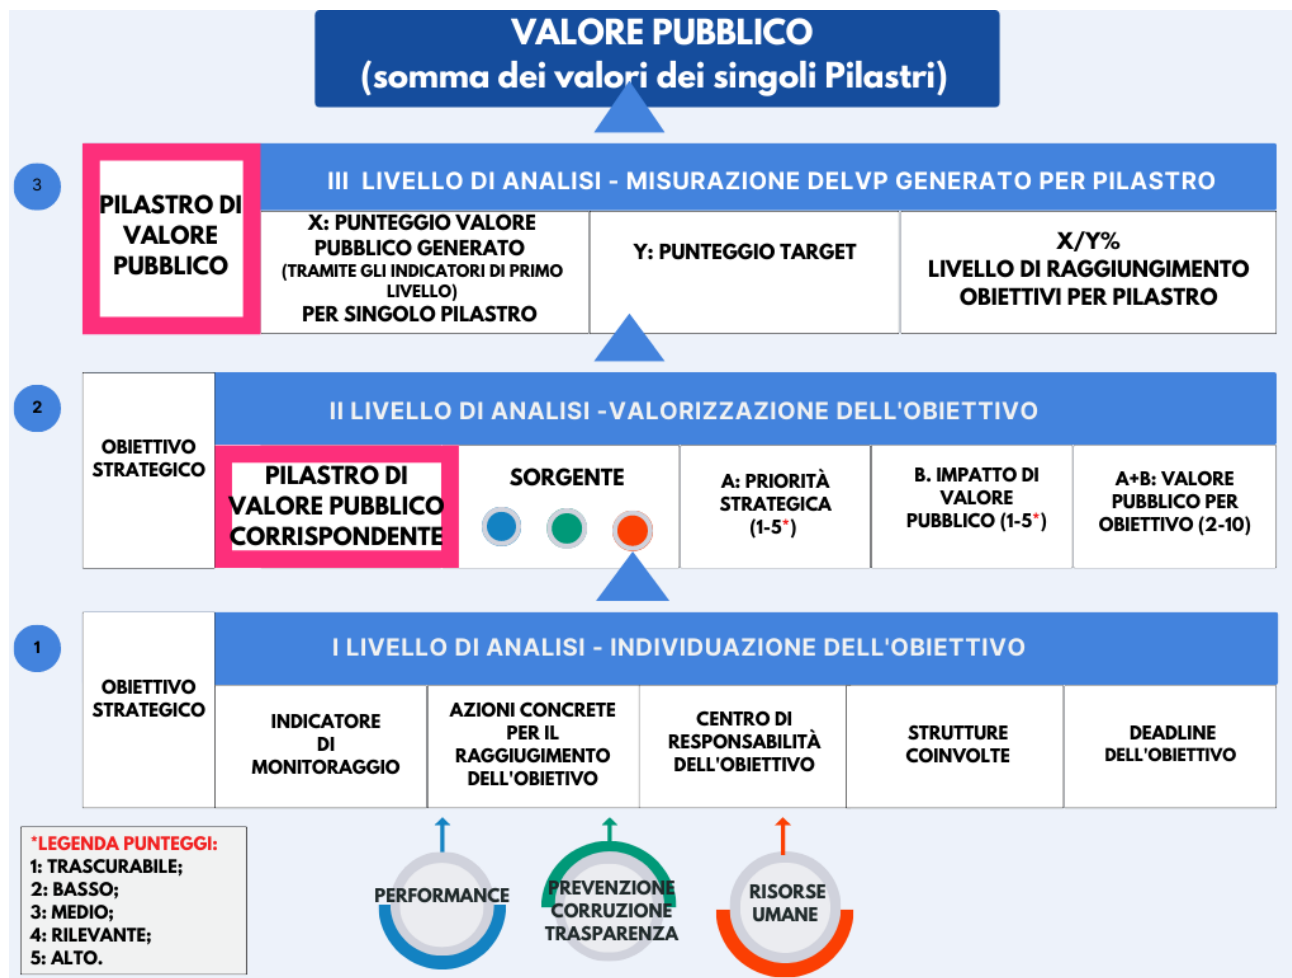 VALORE PUBBLICO
(somma dei valori dei singoli Pilastri)
3
PILASTRO DI
VALORE
PUBBLICO
III LIVELLO DI ANALISI - MISURAZIONE DELVP GENERATO PER PILASTRO
X: PUNTEGGIO VALORE
PUBBLICO GENERATO
(TRAMITE GLI INDICATORI DI PRIMO
LIVELLO)
PER SINGOLO PILASTRO
Y: PUNTEGGIO TARGET
X/Y%
LIVELLO DI RAGGIUNGIMENTO
OBIETTIVI PER PILASTRO
2
OBIETTIVO
STRATEGICO
II LIVELLO DI ANALISI -VALORIZZAZIONE DELL'OBIETTIVO
PILASTRO DI
VALORE PUBBLICO
CORRISPONDENTE
SORGENTE
A: PRIORITÀ
STRATEGICA
(1-5*)
B. IMPATTO DI
VALORE
PUBBLICO (1-5*)
A+B: VALORE
PUBBLICO PER
OBIETTIVO (2-10)
1
OBIETTIVO
STRATEGICO
I LIVELLO DI ANALISI - INDIVIDUAZIONE DELL'OBIETTIVO
INDICATORE
DI
MONITORAGGIO
AZIONI CONCRETE
PER IL
RAGGIUGIMENTO
DELL'OBIETIVO
CENTRO DI
RESPONSABILITÀ
DELL'OBIETTIVO
STRUTTURE
COINVOLTE
DEADLINE
DELL'OBIETTIVO
*LEGENDA PUNTEGGI:
1: TRASCURABILE;
2: BASSO;
3: MEDIO;
4: RILEVANTE;
5: ALTO.
PERFORMANCE
PREVENZIONE
CORRUZIONE
TRASPARENZA
RISORSE
UMANE